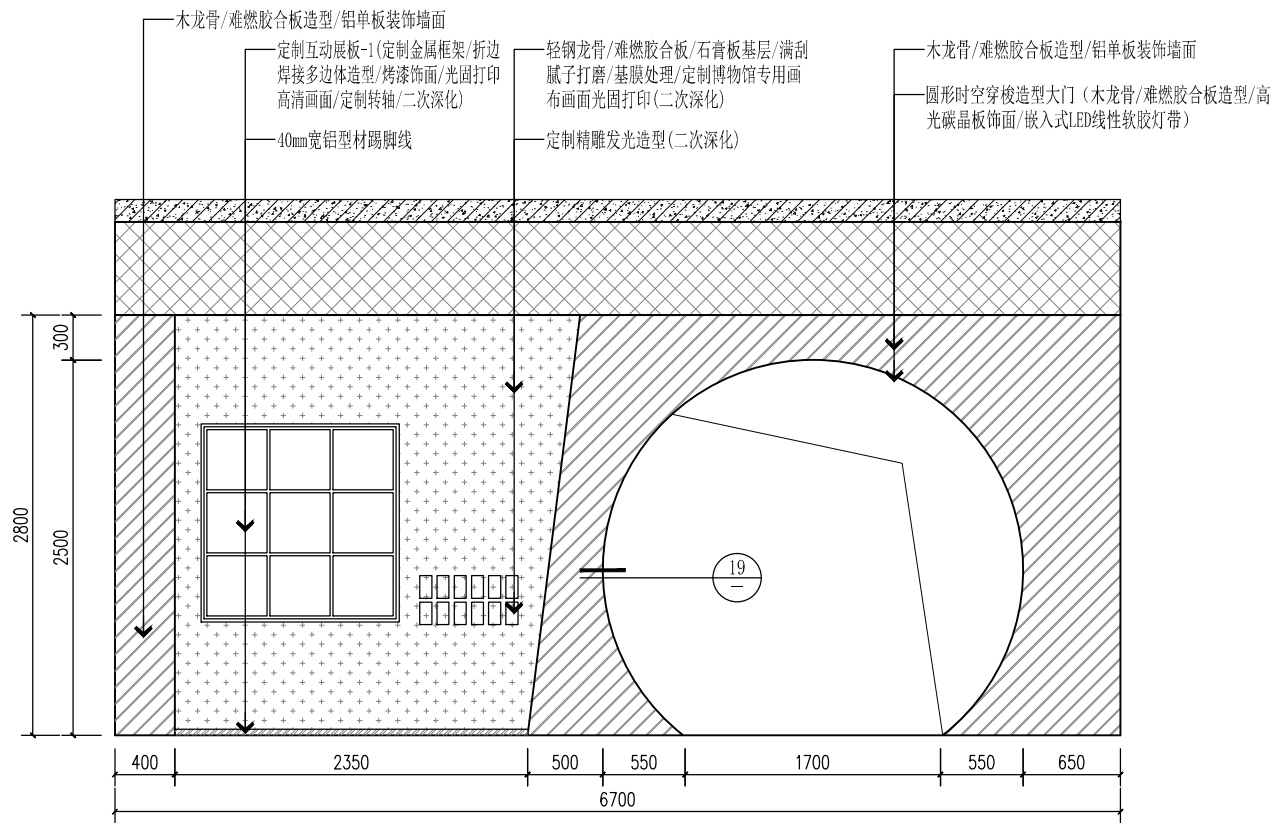 木龙骨/难燃胶合板造型/铝单板装饰墙面
定制互动展板-1(定制金属框架/折边
焊接多边体造型/烤漆饰面/光固打印
高清画面/定制转轴/二次深化)
40mm宽铝型材踢脚线
轻钢龙骨/难燃胶合板/石膏板基层/满刮
腻子打磨/基膜处理/定制博物馆专用画
布画面光固打印(二次深化)
定制精雕发光造型(二次深化)
木龙骨/难燃胶合板造型/铝单板装饰墙面
圆形时空穿梭造型大门（木龙骨/难燃胶合板造型/高
光碳晶板饰面/嵌入式LED线性软胶灯带）
300
2800
2500
19
400
2350
500
550
1700
550
650
6700